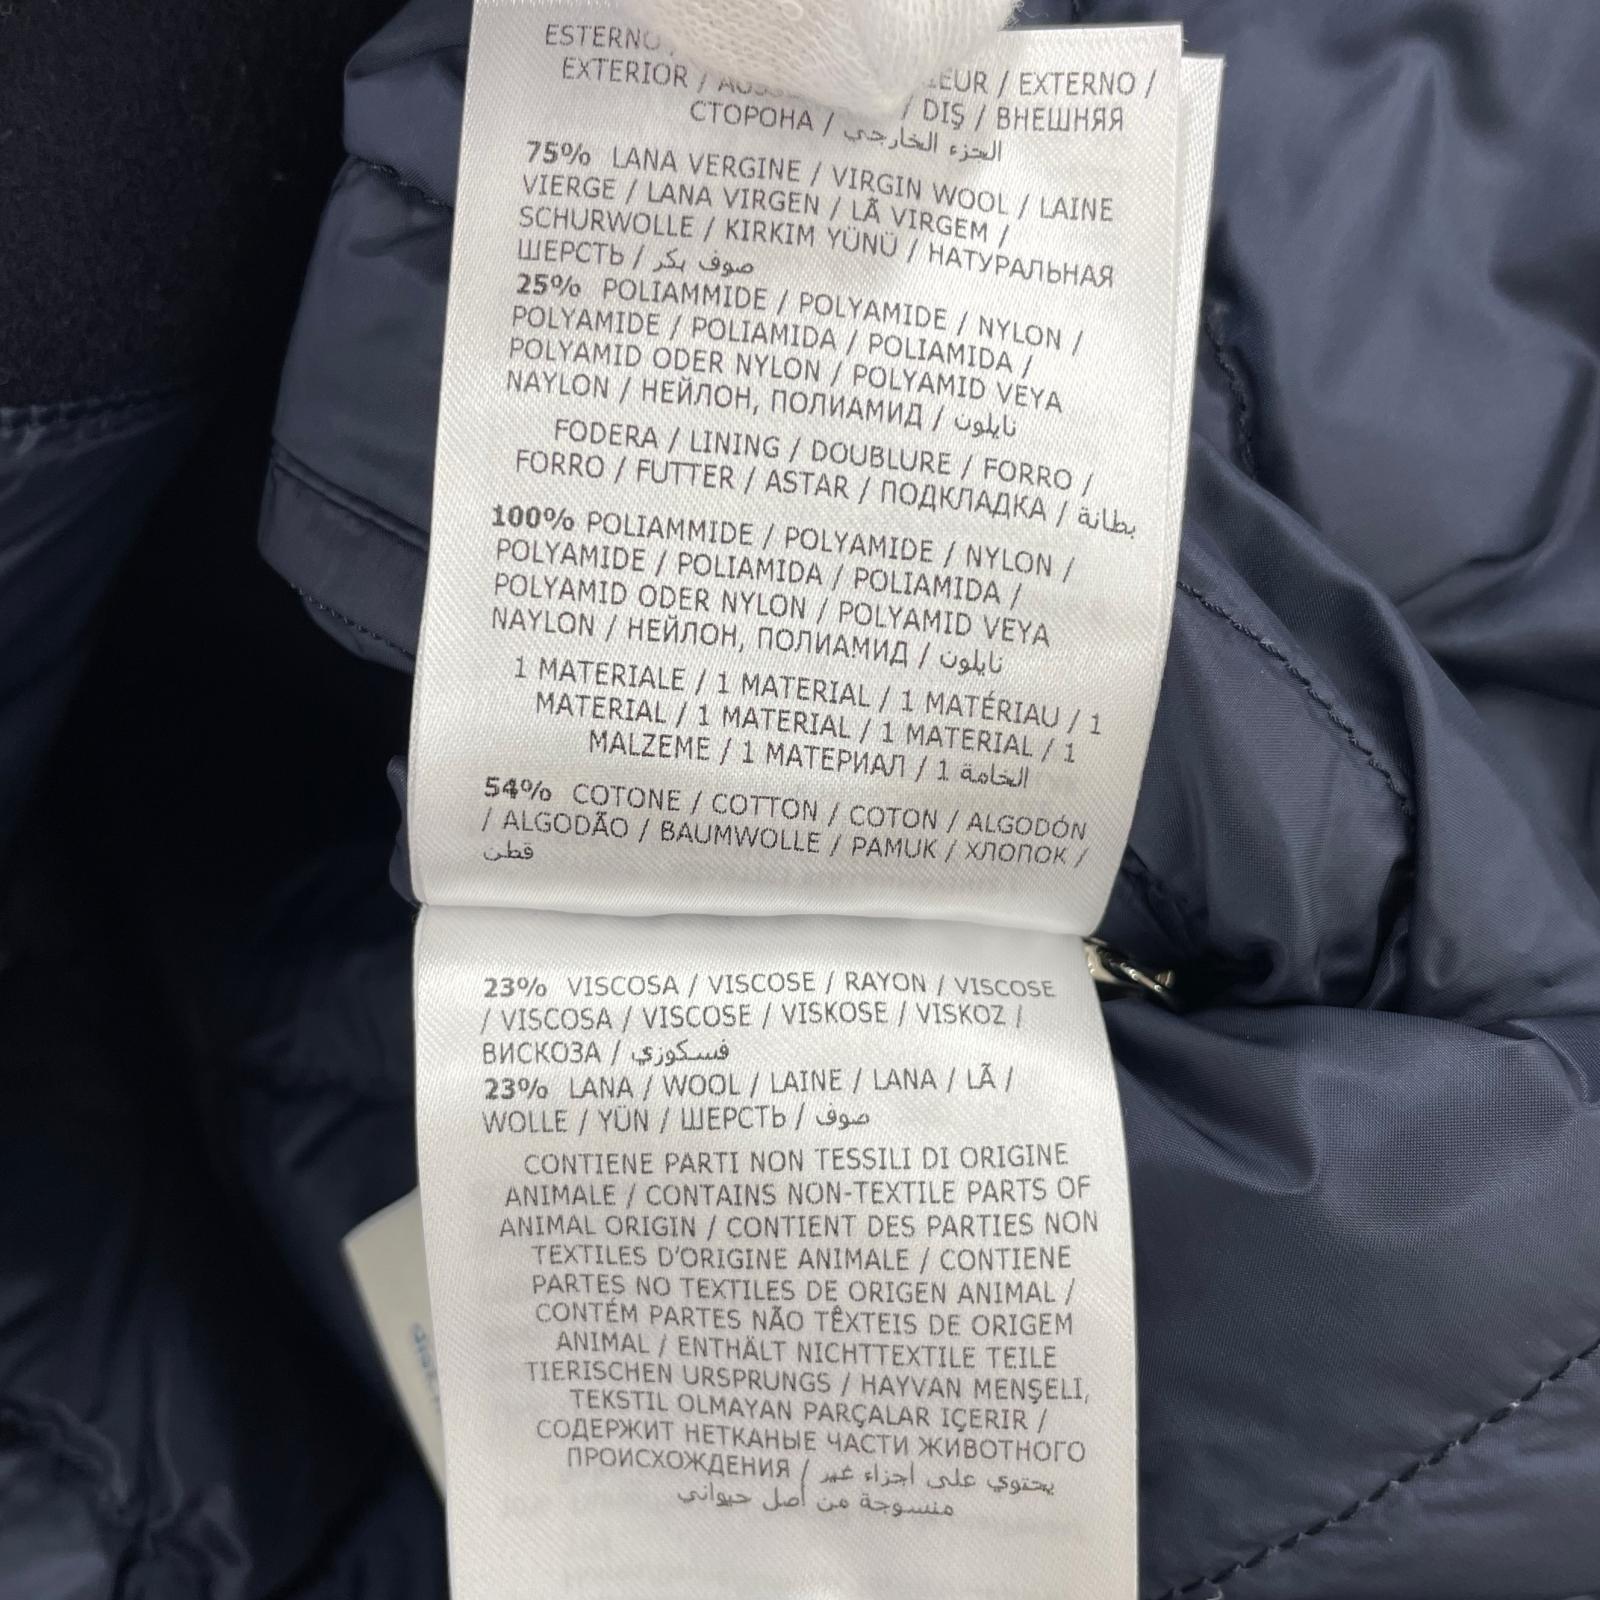 ESTERNO /
EXTERIOR / IEUR / EXTERNO /
/ DIŞ / ВНЕШНЯЯ
СТОРОНА / الجزء الخارجي
75% LANA VERGINE / VIRGIN WOOL / LAINE
VIERGE / LANA VIRGEN / LÃ VIRGEM /
SCHURWOLLE / KIRKIM YÜNÜ / НАТУРАЛЬНАЯ
ШЕРСТЬ / صوف بكر
25% POLIAMMIDE / POLYAMIDE / NYLON /
POLYAMIDE / POLIAMIDA / POLIAMIDA /
POLYAMID ODER NYLON / POLYAMID VEYA
NAYLON / НЕЙЛОН, ПОЛИАМИД / نايلون
FODERA / LINING / DOUBLURE / FORRO /
FORRO / FUTTER / ASTAR / ПОДКЛАДКА / بطانة
100% POLIAMMIDE / POLYAMIDE / NYLON /
POLYAMIDE / POLIAMIDA / POLIAMIDA /
POLYAMID ODER NYLON / POLYAMID VEYA
NAYLON / НЕЙЛОН, ПОЛИАМИД / نايلون
1 MATERIALE / 1 MATERIAL / 1 MATÉRIAU / 1
MATERIAL / 1 MATERIAL / 1 MATERIAL / 1
MALZEME / 1 МАТЕРИАЛ / 1 الخامة
54% COTONE / COTTON / COTON / ALGODÓN
/ ALGODÃO / BAUMWOLLE / PAMUK / ХЛОПОК /
قطن
23% VISCOSA / VISCOSE / RAYON / VISCOSE
/ VISCOSA / VISCOSE / VISKOSE / VISKOZ /
ВИСКОЗА / فسكوزي
23% LANA / WOOL / LAINE / LANA / LÃ /
WOLLE / YÜN / ШЕРСТЬ / صوف
CONTIENE PARTI NON TESSILI DI ORIGINE
ANIMALE / CONTAINS NON-TEXTILE PARTS OF
ANIMAL ORIGIN / CONTIENT DES PARTIES NON
TEXTILES D'ORIGINE ANIMALE / CONTIENE
PARTES NO TEXTILES DE ORIGEN ANIMAL /
CONTÉM PARTES NÃO TÊXTEIS DE ORIGEM
ANIMAL / ENTHÄLT NICHTTEXTILE TEILE
TIERISCHEN URSPRUNGS / HAYVAN MENŞELİ,
TEKSTIL OLMAYAN PARÇALAR IÇERIR /
СОДЕРЖИТ НЕТКАНЫЕ ЧАСТИ ЖИВОТНОГО
ПРОИСХОЖДЕНИЯ / يحتوي على أجزاء غير
منسوجة من أصل حيواني